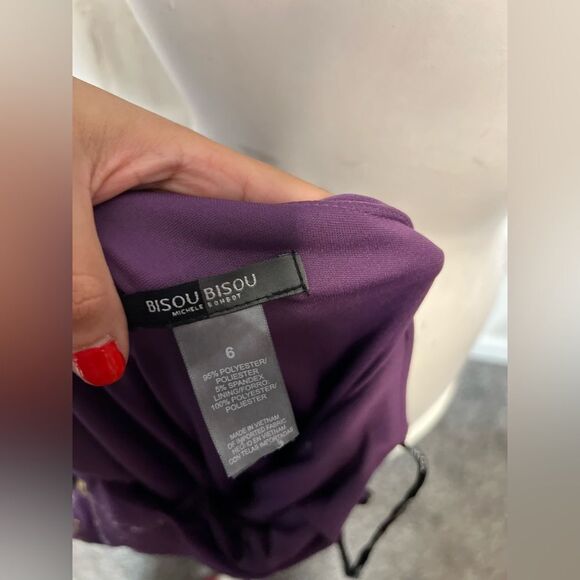 BISOU BISOU
MICHELE BOHBOT
6
95% POLYESTER/
POLIESTER
5% SPANDEX
LINING/FORRO:
100% POLYESTER/
POLIESTER
MADE IN VIETNAM
OF IMPORTED FABRIC
HECHO EN VIETNAM
CON TELAS IMPORTADAS